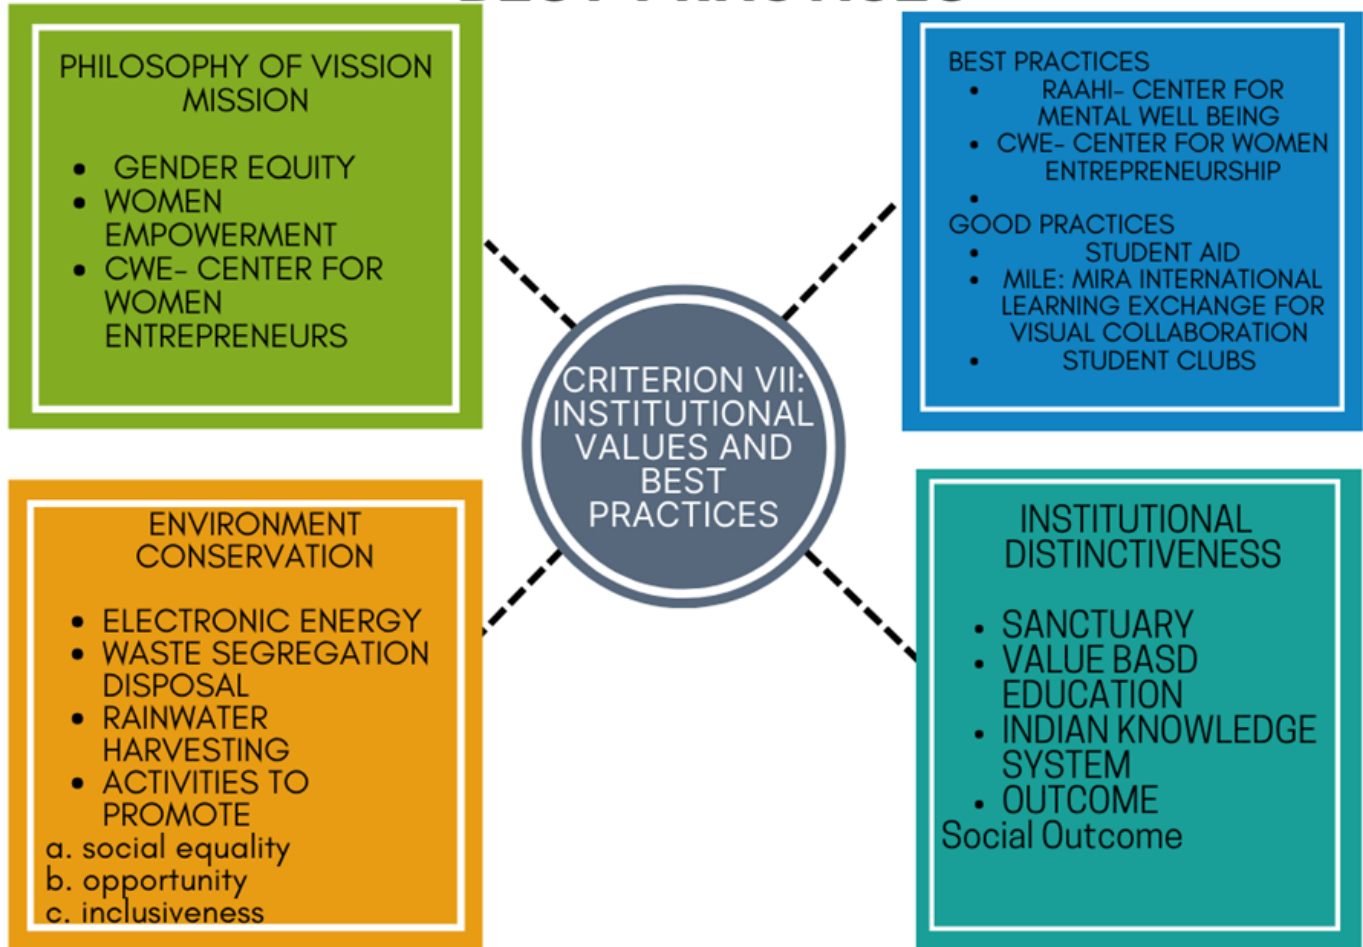 BEST PRACTICES
PHILOSOPHY OF VISSION
MISSION
• GENDER EQUITY
• WOMEN
EMPOWERMENT
• CWE- CENTER FOR
WOMEN
ENTREPRENEURS
BEST PRACTICES
• RAAHI- CENTER FOR
MENTAL WELL BEING
• CWE- CENTER FOR WOMEN
ENTREPRENEURSHIP
•
GOOD PRACTICES
• STUDENT AID
• MILE: MIRA INTERNATIONAL
LEARNING EXCHANGE FOR
VISUAL COLLABORATION
• STUDENT CLUBS
CRITERION VII:
INSTITUTIONAL
VALUES AND
BEST
PRACTICES
ENVIRONMENT
CONSERVATION
• ELECTRONIC ENERGY
• WASTE SEGREGATION
DISPOSAL
• RAINWATER
HARVESTING
• ACTIVITIES TO
PROMOTE
a. social equality
b. opportunity
c. inclusiveness
INSTITUTIONAL
DISTINCTIVENESS
• SANCTUARY
• VALUE BASD
EDUCATION
• INDIAN KNOWLEDGE
SYSTEM
• OUTCOME
Social Outcome